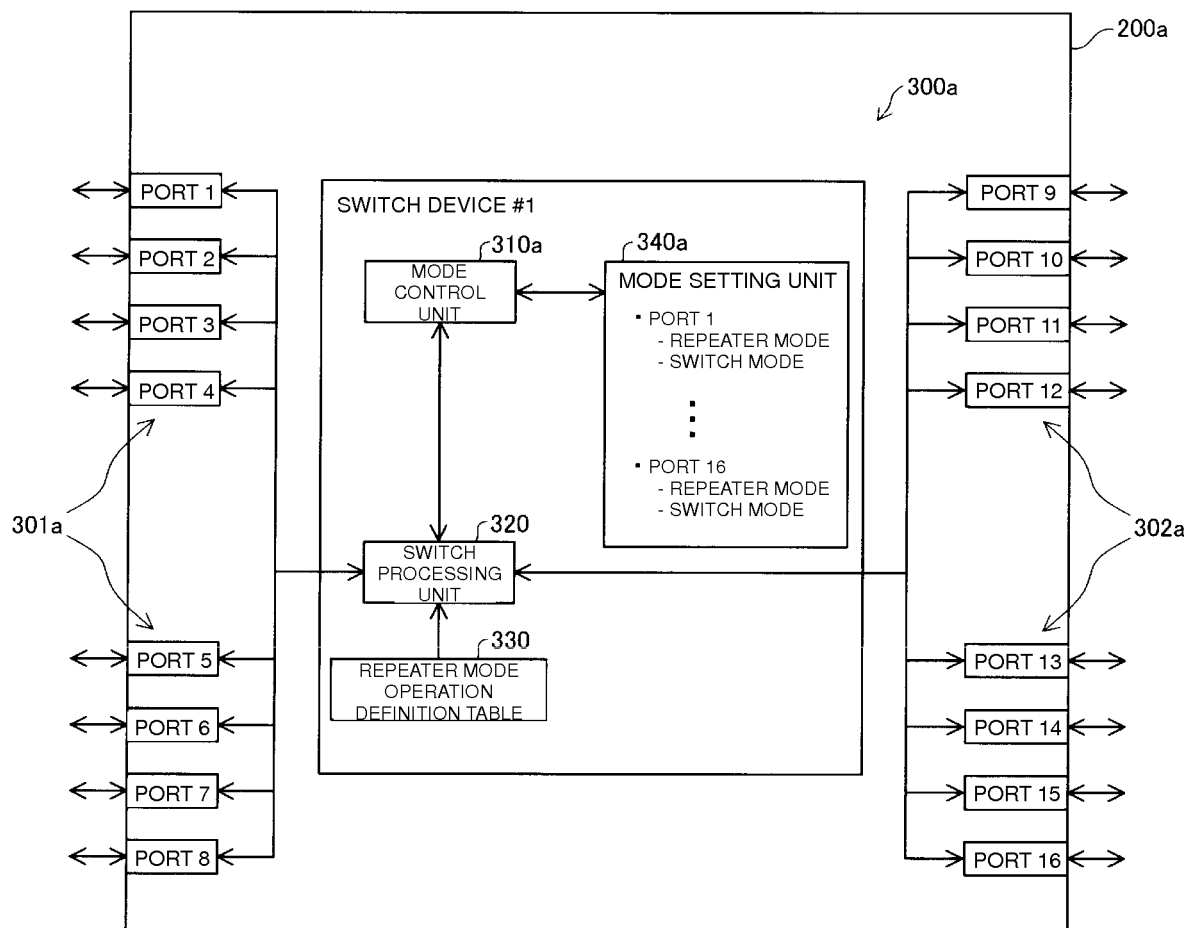 200a
300a
PORT 1
PORT 2
PORT 3
PORT 4
301a
PORT 5
PORT 6
PORT 7
PORT 8
SWITCH DEVICE #1
310a
MODE
CONTROL
UNIT
340a
MODE SETTING UNIT
▪ PORT 1
- REPEATER MODE
- SWITCH MODE
▪ PORT 16
- REPEATER MODE
- SWITCH MODE
320
SWITCH
PROCESSING
UNIT
330
REPEATER MODE
OPERATION
DEFINITION TABLE
PORT 9
PORT 10
PORT 11
PORT 12
302a
PORT 13
PORT 14
PORT 15
PORT 16